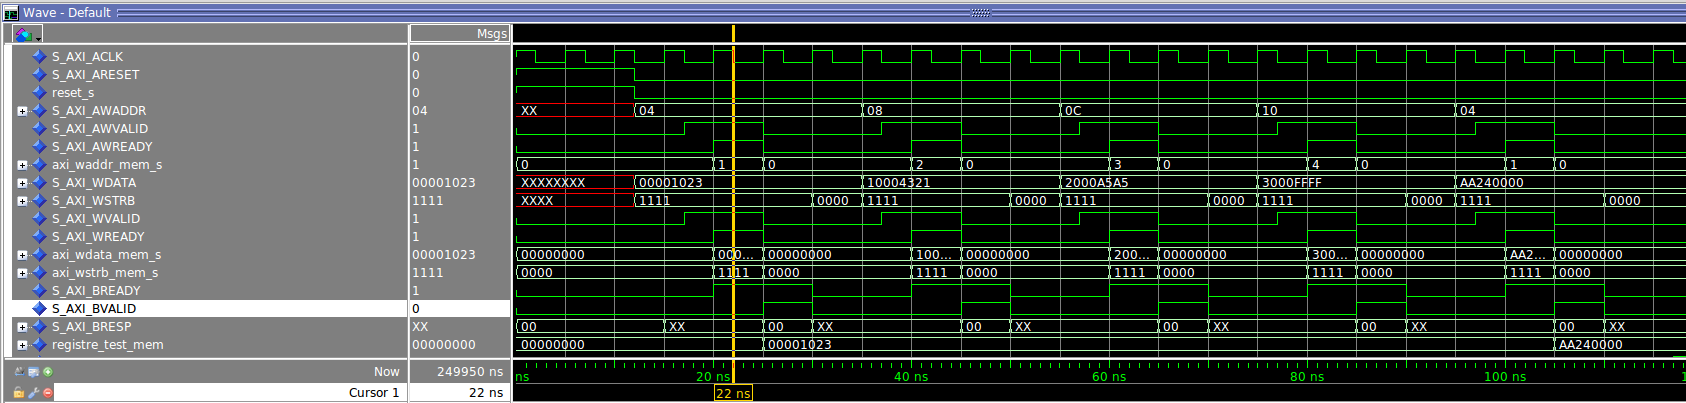 Wave - Default
Msgs
S_AXI_ACLK 0
S_AXI_ARESET 0
reset_s 0
S_AXI_AWADDR 04 XX 04 08 0C 10 04
S_AXI_AWVALID 1
S_AXI_AWREADY 1
axi_waddr_mem_s 1 0 1 0 2 0 3 0 4 0 1 0
S_AXI_WDATA 00001023 XXXXXXXX 00001023 10004321 2000A5A5 3000FFFF AA240000
S_AXI_WSTRB 1111 XXXX 1111 0000 1111 0000 1111 0000 1111 0000 1111 0000
S_AXI_WVALID 1
S_AXI_WREADY 1
axi_wdata_mem_s 00001023 00000000 000... 00000000 100... 00000000 200... 00000000 300... 00000000 AA2... 00000000
axi_wstrb_mem_s 1111 0000 1111 0000 1111 0000 1111 0000 1111 0000 1111 0000
S_AXI_BREADY 1
S_AXI_BVALID 0
S_AXI_BRESP XX 00 XX 00 XX 00 XX 00 XX 00 XX 00 XX
registre_test_mem 00000000 00000000 00001023 AA240000
Now 249950 ns ns 20 ns 40 ns 60 ns 80 ns 100 ns 1
Cursor 1 22 ns 22 ns